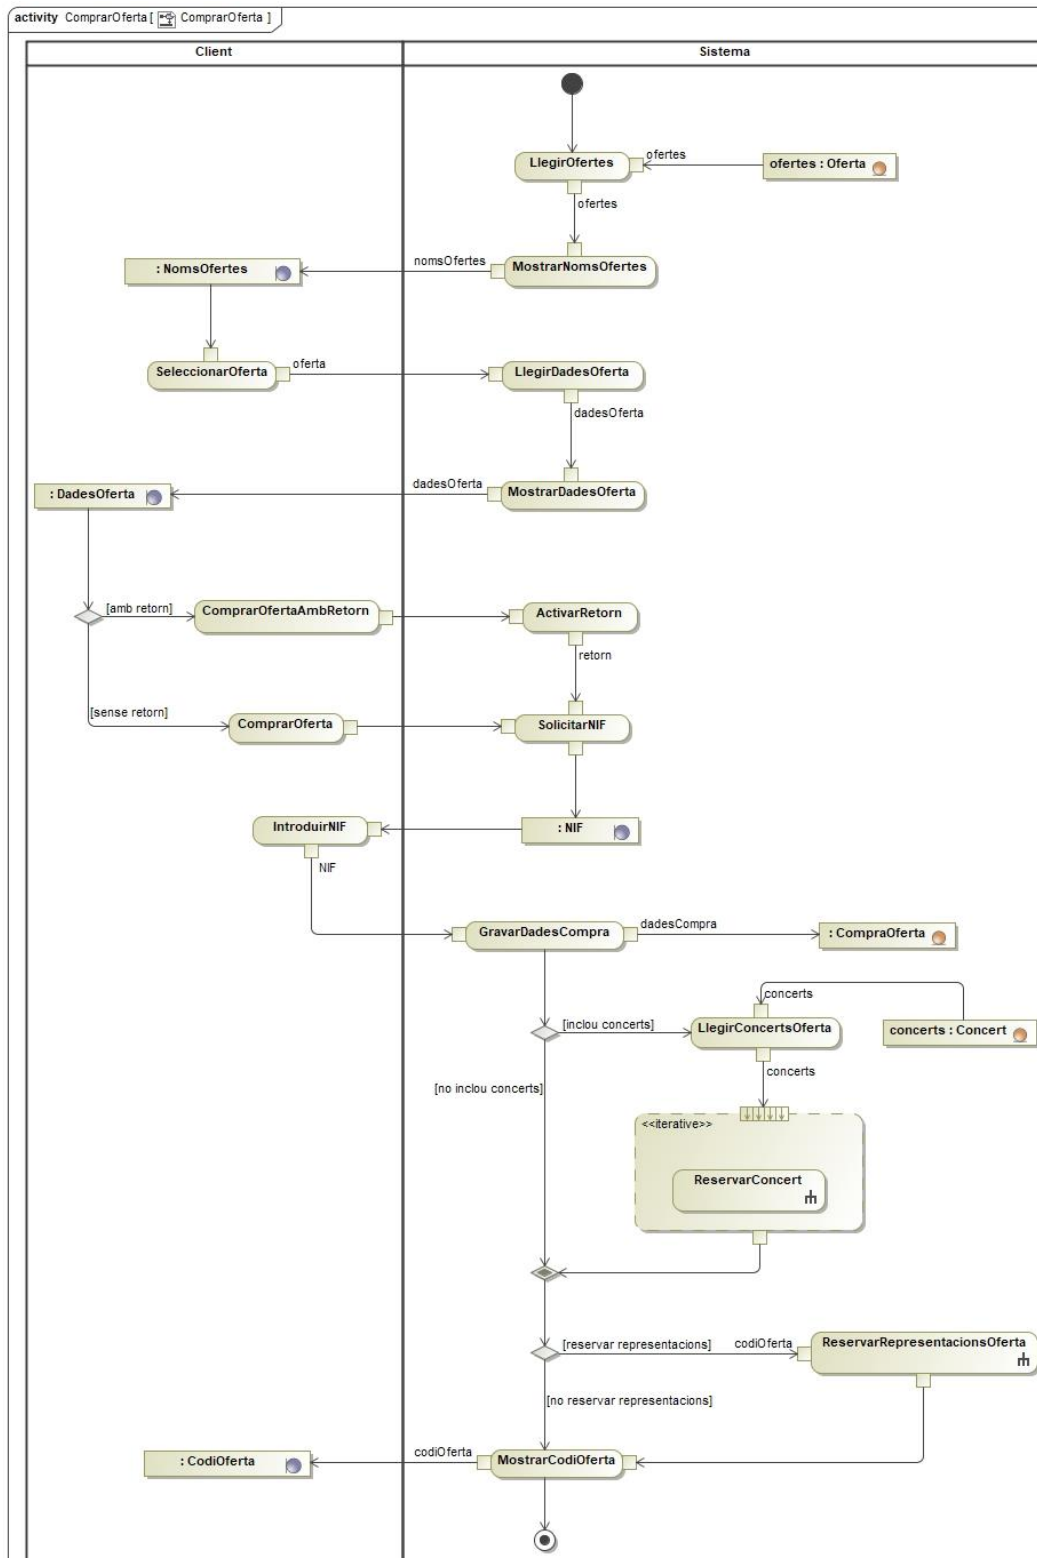 activity ComprarOferta [ ComprarOferta ]
Client
Sistema
LlegirOfertes
ofertes
ofertes : Oferta
ofertes
: NomsOfertes
nomsOfertes
MostrarNomsOfertes
SeleccionarOferta
oferta
LlegirDadesOferta
dadesOferta
: DadesOferta
dadesOferta
MostrarDadesOferta
[amb retorn]
ComprarOfertaAmbRetorn
ActivarRetorn
retorn
[sense retorn]
ComprarOferta
SolicitarNIF
IntroduirNIF
: NIF
NIF
GravarDadesCompra
dadesCompra
: CompraOferta
concerts
[inclou concerts]
LlegirConcertsOferta
concerts : Concert
concerts
[no inclou concerts]
<<iterative>>
ReservarConcert
[reservar representacions]
codiOferta
ReservarRepresentacionsOferta
[no reservar representacions]
: CodiOferta
codiOferta
MostrarCodiOferta